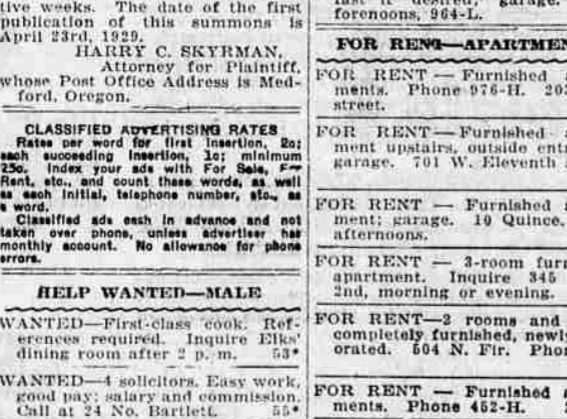 tive weeks. The date of the first
publication of this summons is
April 23rd, 1929.
HARRY C. SKYRMAN,
Attorney for Plaintiff,
whose Post Office Address is Med-
ford, Oregon.
CLASSIFIED ADVERTISING RATES
Rates per word for first insertion, 2c;
each succeeding insertion, 1c; minimum
25c. Index your ads with For Sale, For
Rent, etc., and count these words, as well
as each initial, telephone number, etc., as
a word.
Classified ads cash in advance and not
taken over phone, unless advertiser has
monthly account. No allowance for phone
errors.
HELP WANTED—MALE
WANTED—First-class cook. Ref-
erences required. Inquire Elks'
dining room after 2 p. m. 53*
WANTED—4 solicitors. Easy work,
good pay; salary and commission.
Call at 24 No. Bartlett. 55*
last if desired, garage.
forenoons, 964-L.
FOR RENT—APARTMEN
FOR RENT — Furnished a
ments. Phone 976-H. 203
street.
FOR RENT — Furnished
ment upstairs, outside entr
garage. 701 W. Eleventh
FOR RENT — Furnished a
ment; garage. 10 Quince.
afternoons.
FOR RENT — 3-room furn
apartment. Inquire 345
2nd, morning or evening.
FOR RENT—2 rooms and
completely furnished, newly
orated. 504 N. Fir. Phon
FOR RENT — Furnished a
ments. Phone 452-H.